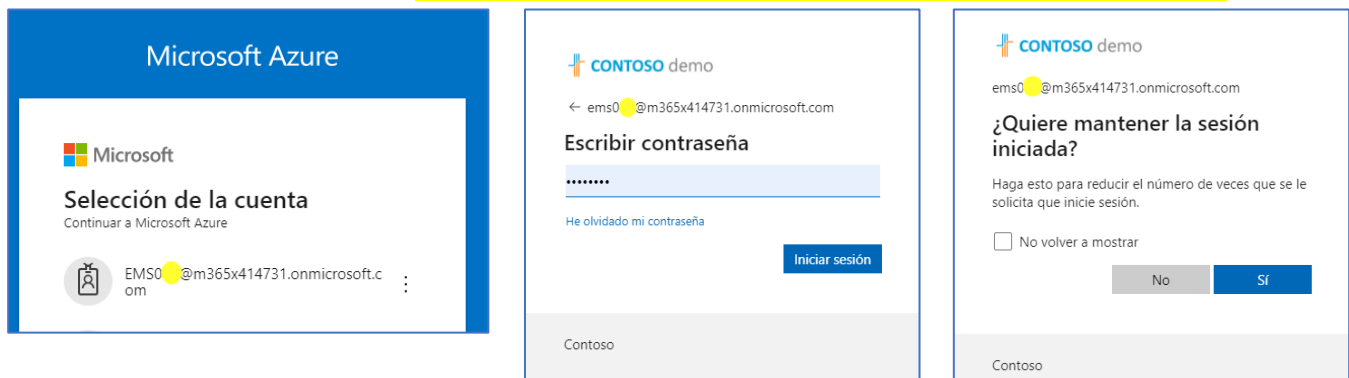 Microsoft Azure
Microsoft
Selección de la cuenta
Continuar a Microsoft Azure
EMS0 @m365x414731.onmicrosoft.c
om
CONTOSO demo
ems0 @m365x414731.onmicrosoft.com
Escribir contraseña
He olvidado mi contraseña
Iniciar sesión
Contoso
CONTOSO demo
ems0 @m365x414731.onmicrosoft.com
¿Quiere mantener la sesión
iniciada?
Haga esto para reducir el número de veces que se le
solicita que inicie sesión.
No volver a mostrar
No
Sí
Contoso